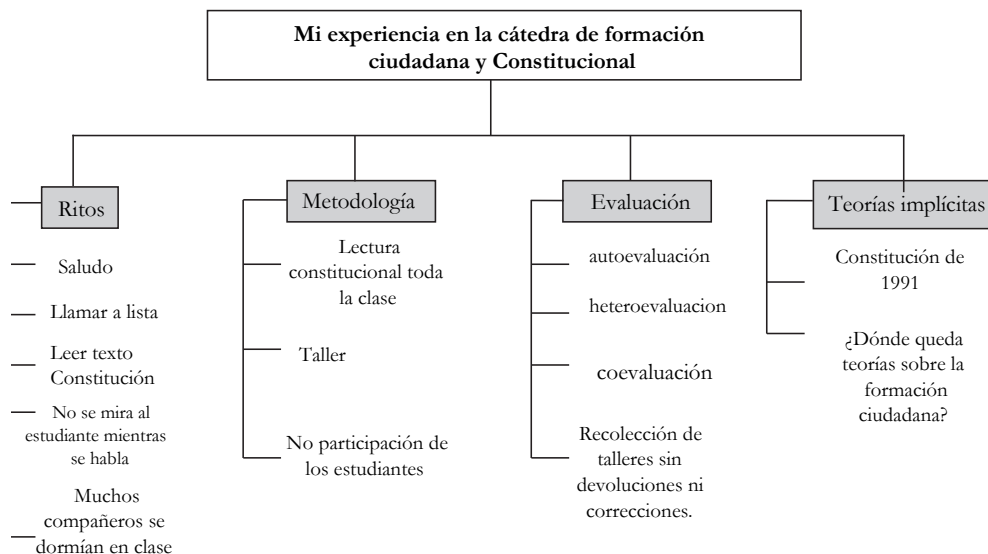 Mi experiencia en la cátedra de formación
ciudadana y Constitucional
Ritos
Saludo
Llamar a lista
Leer texto
Constitución
No se mira al
estudiante mientras
se habla
Muchos
compañeros se
dormían en clase
Metodología
Lectura
constitucional toda
la clase
Taller
No participación de
los estudiantes
Evaluación
autoevaluación
heteroevaluacion
coevaluación
Recolección de
talleres sin
devoluciones ni
correcciones.
Teorías implícitas
Constitución de
1991
¿Dónde queda
teorías sobre la
formación
ciudadana?